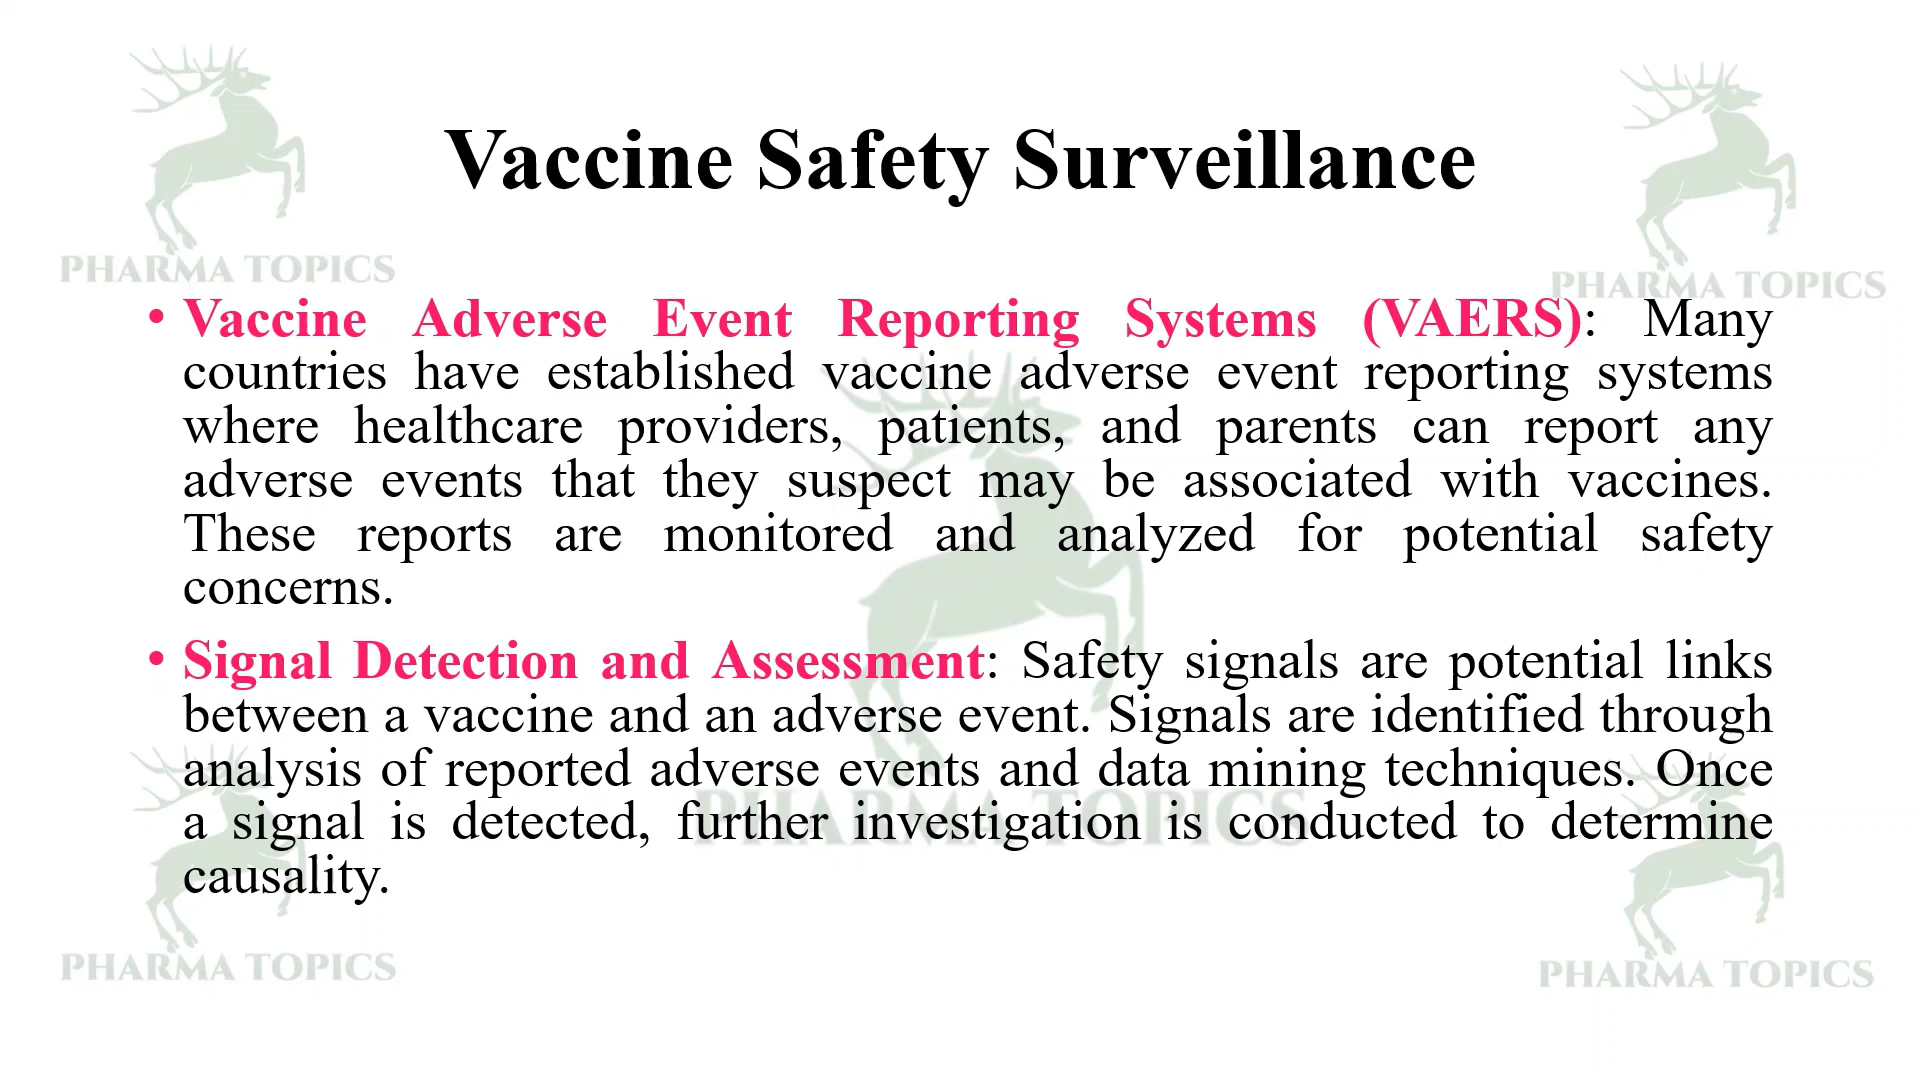 Vaccine Safety Surveillance
PHARMA TOPICS
PHARMA TOPICS
• Vaccine Adverse Event Reporting Systems (VAERS): Many
countries have established vaccine adverse event reporting systems
where healthcare providers, patients, and parents can report any
adverse events that they suspect may be associated with vaccines.
These reports are monitored and analyzed for potential safety
concerns.
• Signal Detection and Assessment: Safety signals are potential links
between a vaccine and an adverse event. Signals are identified through
analysis of reported adverse events and data mining techniques. Once
a signal is detected, further investigation is conducted to determine
causality.
PHARMA TOPICS
PHARMA TOPICS
PHARMA TOPICS